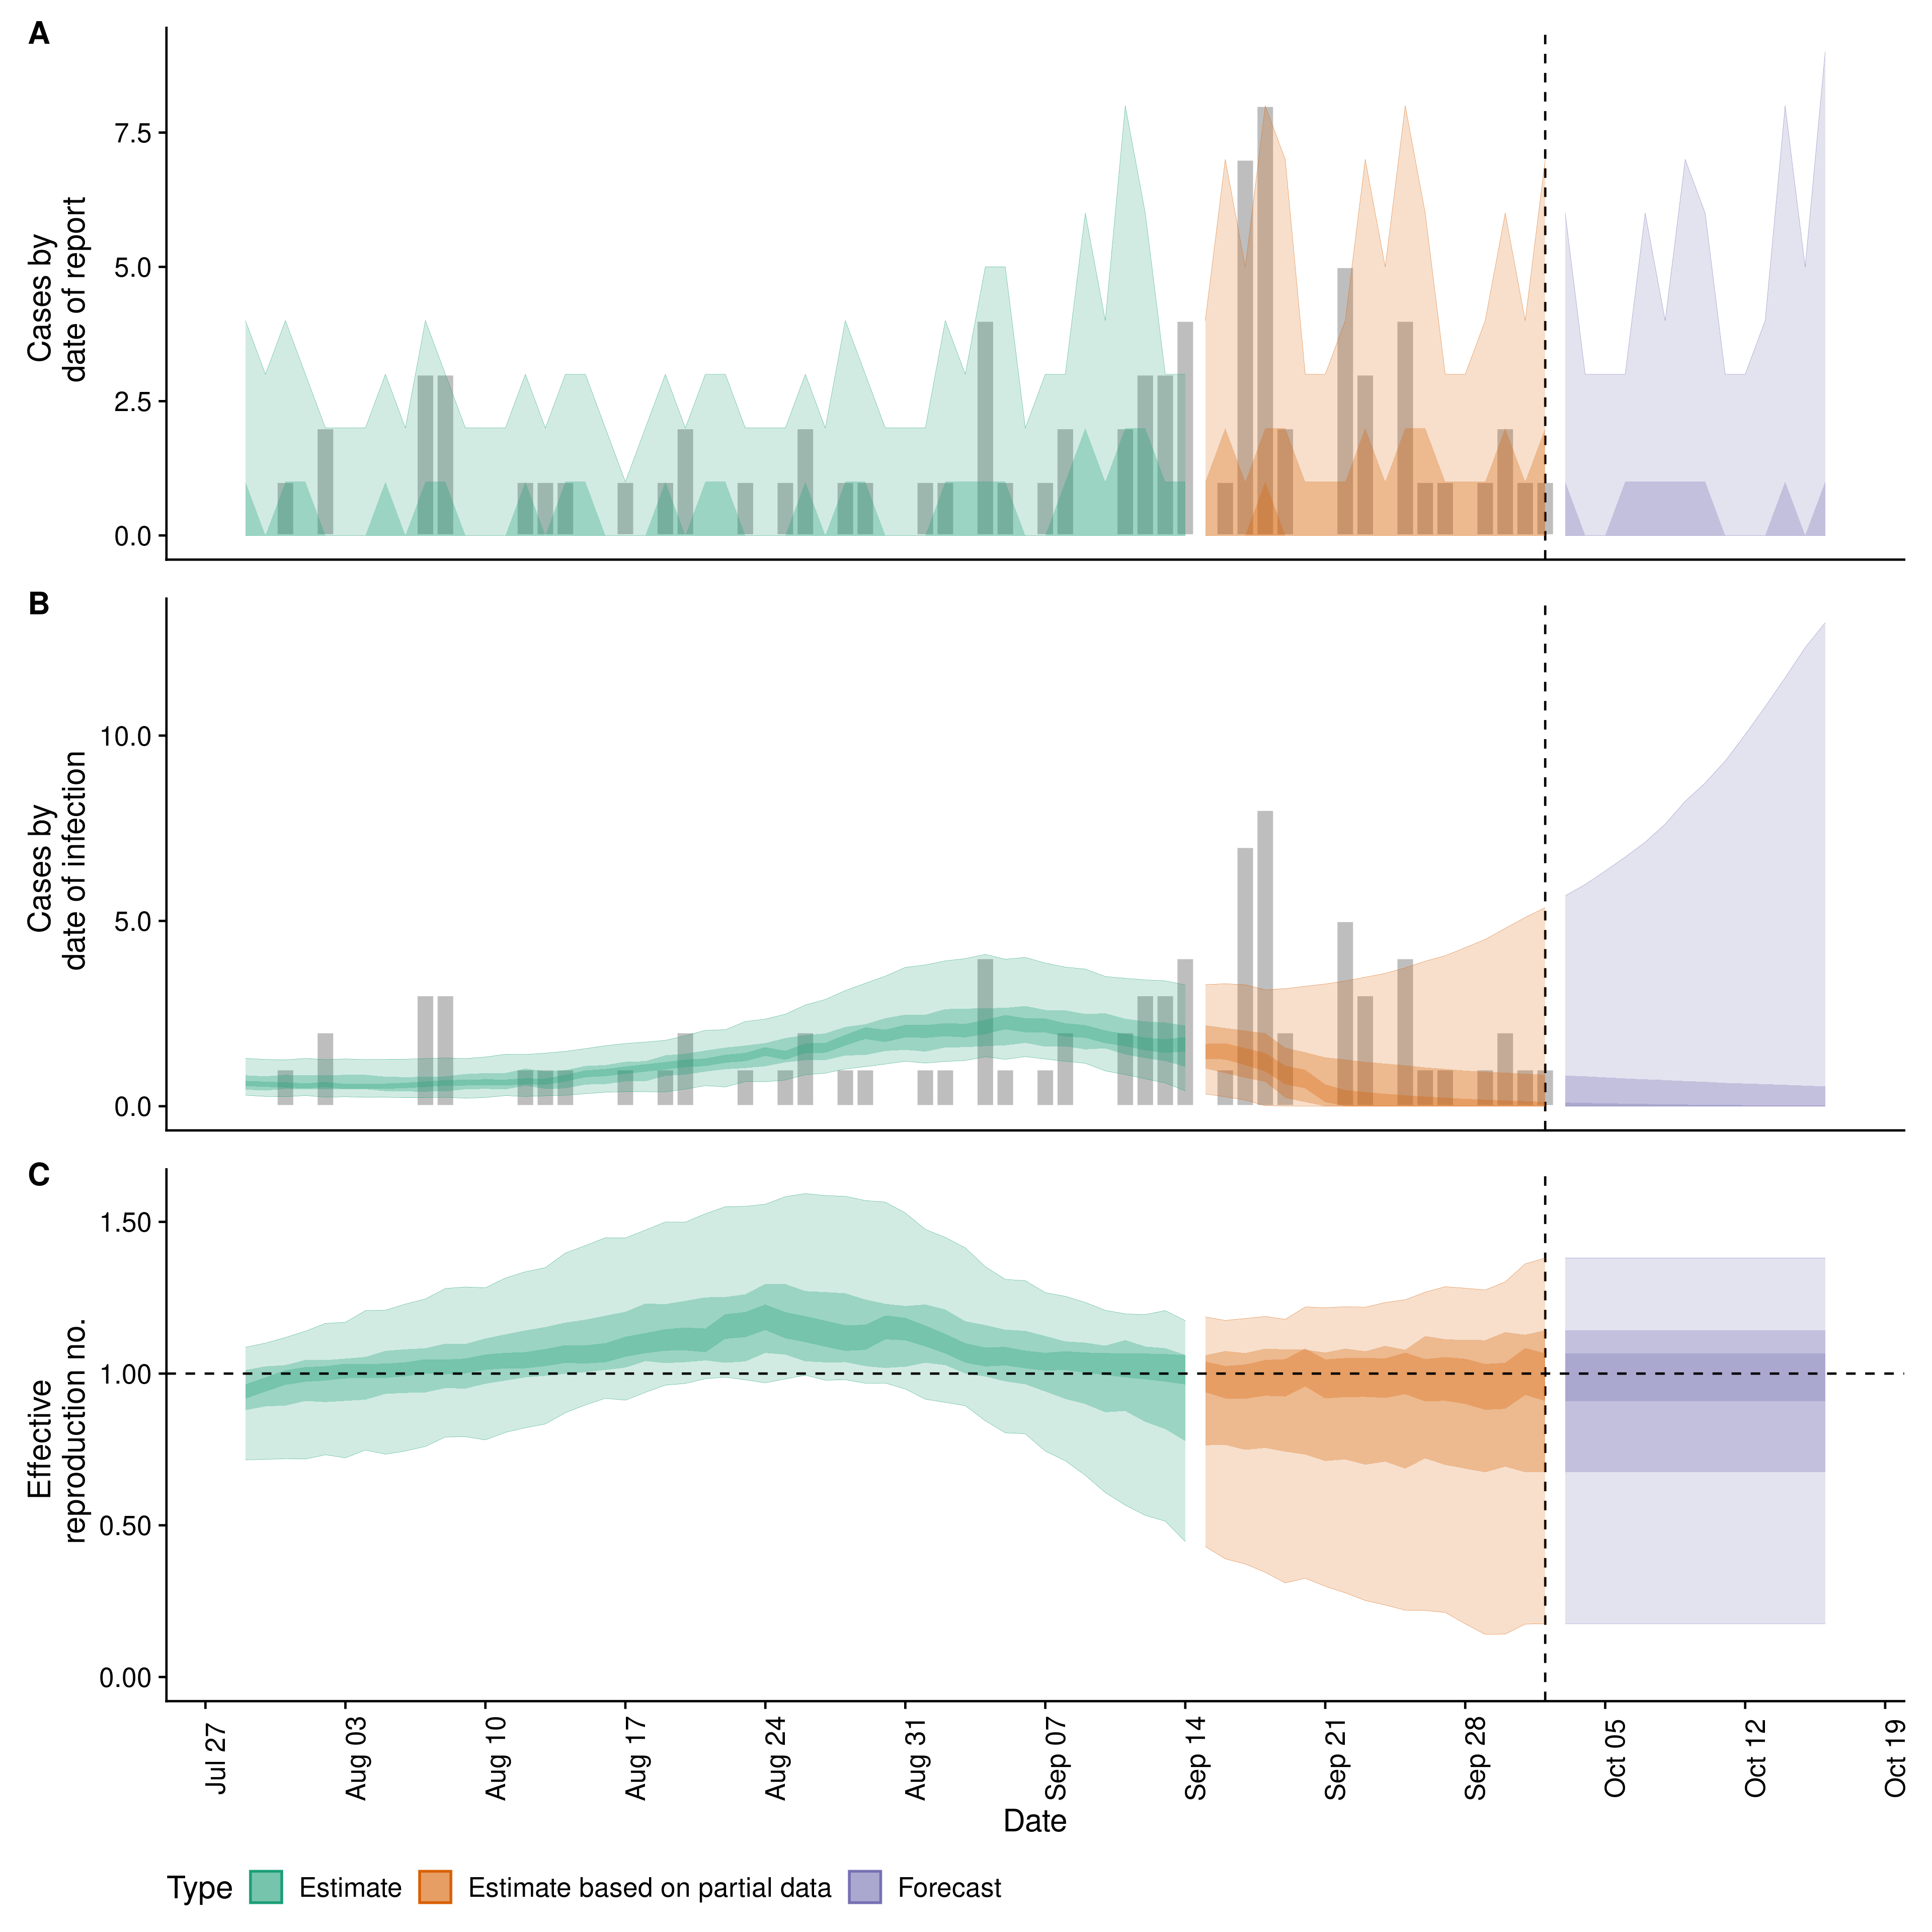 A
Cases by
date of report
7.5
5.0
2.5
0.0
B
Cases by
date of infection
10.0
5.0
0.0
C
Effective
reproduction no.
1.50
1.00
0.50
0.00
Jul 27
Aug 03
Aug 10
Aug 17
Aug 24
Aug 31
Sep 07
Sep 14
Sep 21
Sep 28
Oct 05
Oct 12
Oct 19
Date
Type
Estimate
Estimate based on partial data
Forecast